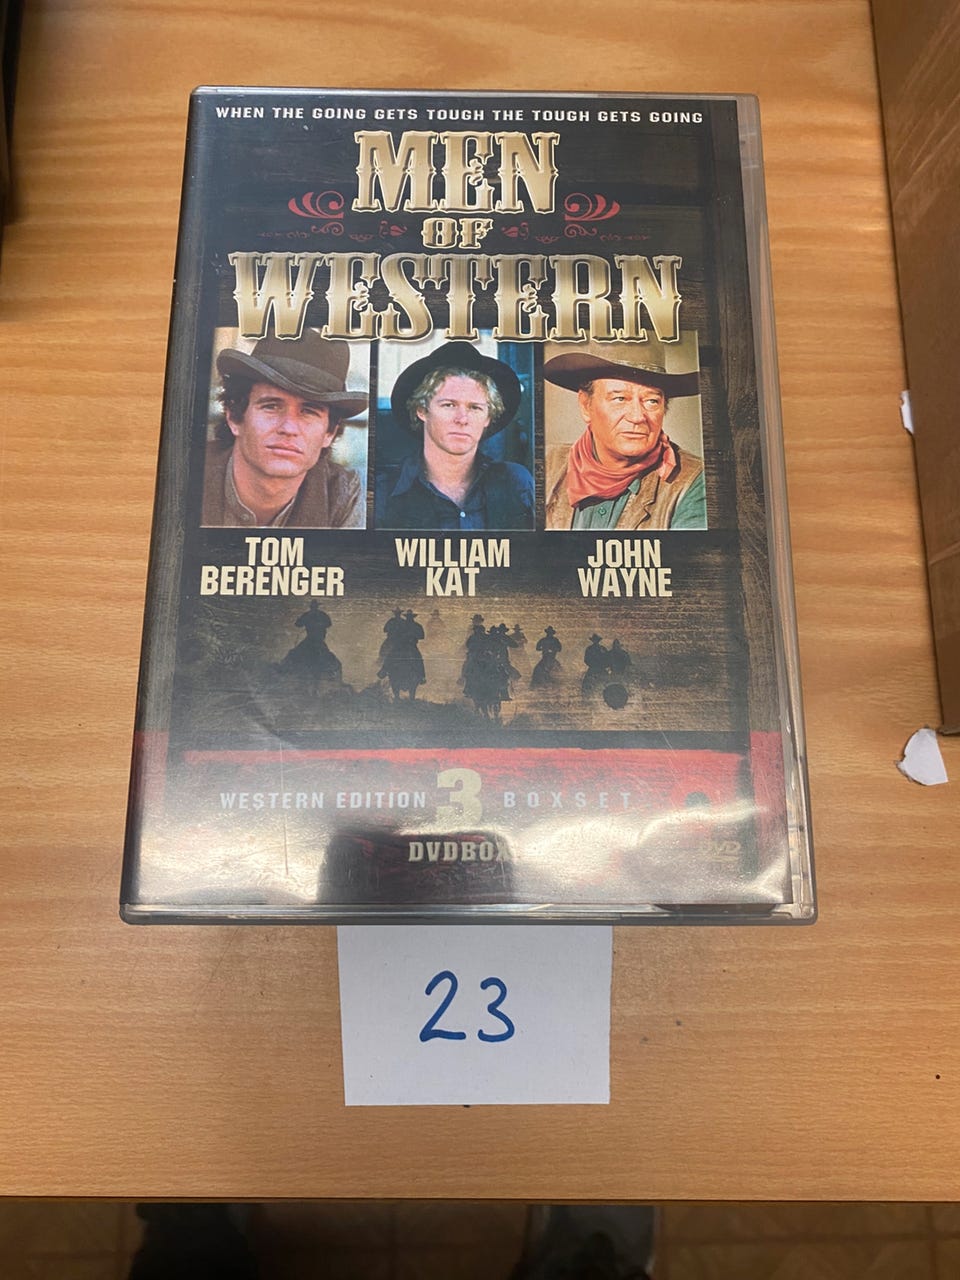 WHEN THE GOING GETS TOUGH THE TOUGH GETS GOING
MEN
OF
WESTERN
TOM
BERENGER
WILLIAM
KAT
JOHN
WAYNE
WESTERN EDITION 3 BOXSET
DVDBOX
DVD
23